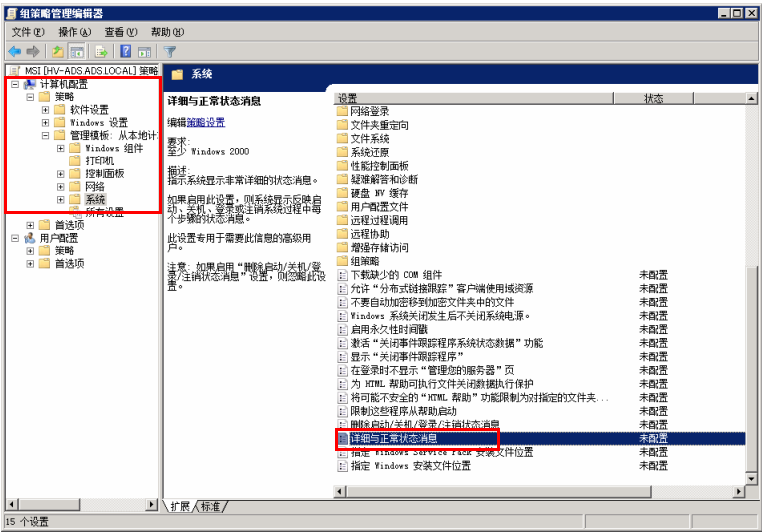 组策略管理编辑器
文件(F) 操作(A) 查看(V) 帮助(H)
MSI [HV-ADS.ADS.LOCAL] 策略
计算机配置
策略
软件设置
Windows 设置
管理模板: 从本地计
Windows 组件
打印机
控制面板
网络
系统
所有设置
首选项
用户配置
策略
首选项
系统
详细与正常状态消息
编辑策略设置
要求:
至少 Windows 2000
描述:
指示系统显示非常详细的状态消息。
如果启用此设置，则系统显示反映启
动、关机、登录或注销系统过程中每
个步骤的状态消息。
此设置专用于需要此信息的高级用
户。
注意: 如果启用“删除启动/关机/登
录/注销状态消息”设置，则忽略此设
置。
设置 状态
网络登录
文件夹重定向
文件系统
系统还原
性能控制面板
疑难解答和诊断
硬盘 NV 缓存
用户配置文件
远程过程调用
远程协助
增强存储访问
组策略
下载缺少的 COM 组件 未配置
允许“分布式链接跟踪”客户端使用域资源 未配置
不要自动加密移到加密文件夹中的文件 未配置
Windows 系统关闭发生后不关闭系统电源。 未配置
启用永久性时间戳 未配置
激活“关闭事件跟踪程序系统状态数据”功能 未配置
显示“关闭事件跟踪程序” 未配置
在登录时不显示“管理您的服务器”页 未配置
为 HTML 帮助可执行文件关闭数据执行保护 未配置
将可能不安全的“HTML 帮助”功能限制为对指定的文件夹... 未配置
限制这些程序从帮助启动 未配置
删除启动/关机/登录/注销状态消息 未配置
详细与正常状态消息 未配置
指定 Windows Service Pack 安装文件位置 未配置
指定 Windows 安装文件位置 未配置
扩展 标准
15 个设置